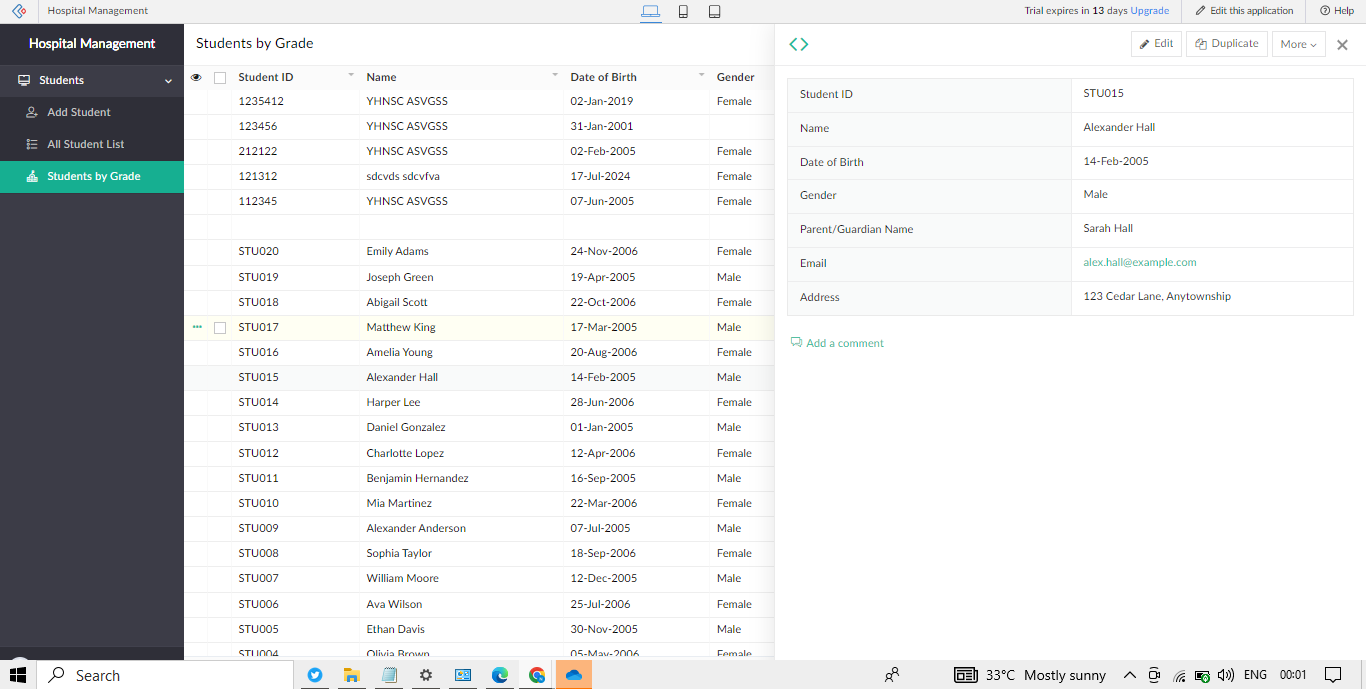 Hospital Management
Trial expires in 13 days Upgrade
Edit this application
Help
Hospital Management
Students
Add Student
All Student List
Students by Grade
Students by Grade
Student ID Name Date of Birth Gender
1235412 YHNSC ASVGSS 02-Jan-2019 Female
123456 YHNSC ASVGSS 31-Jan-2001
212122 YHNSC ASVGSS 02-Feb-2005 Female
121312 sdcvds sdcvfva 17-Jul-2024 Female
112345 YHNSC ASVGSS 07-Jun-2005 Female
STU020 Emily Adams 24-Nov-2006 Female
STU019 Joseph Green 19-Apr-2005 Male
STU018 Abigail Scott 22-Oct-2006 Female
STU017 Matthew King 17-Mar-2005 Male
STU016 Amelia Young 20-Aug-2006 Female
STU015 Alexander Hall 14-Feb-2005 Male
STU014 Harper Lee 28-Jun-2006 Female
STU013 Daniel Gonzalez 01-Jan-2005 Male
STU012 Charlotte Lopez 12-Apr-2006 Female
STU011 Benjamin Hernandez 16-Sep-2005 Male
STU010 Mia Martinez 22-Mar-2006 Female
STU009 Alexander Anderson 07-Jul-2005 Male
STU008 Sophia Taylor 18-Sep-2006 Female
STU007 William Moore 12-Dec-2005 Male
STU006 Ava Wilson 25-Jul-2006 Female
STU005 Ethan Davis 30-Nov-2005 Male
STU004 Olivia Brown 05-May-2006 Female
Edit Duplicate More
Student ID STU015
Name Alexander Hall
Date of Birth 14-Feb-2005
Gender Male
Parent/Guardian Name Sarah Hall
Email alex.hall@example.com
Address 123 Cedar Lane, Anytownship
Add a comment
Search
33°C Mostly sunny
ENG
00:01